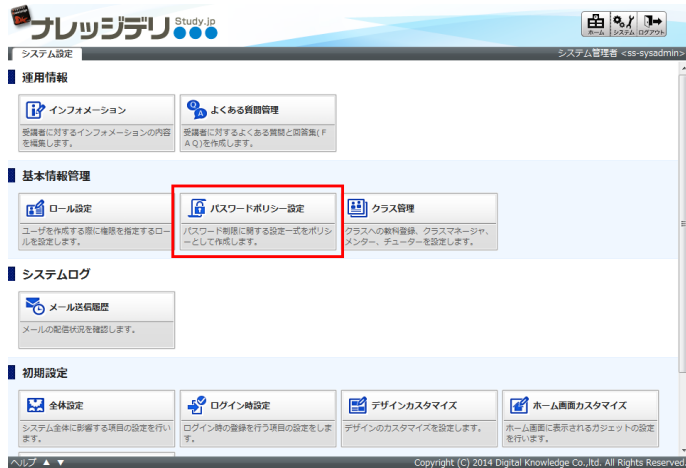 ナレッジデリ Study.jp
ホーム システム ログアウト
システム設定 システム管理者 <ss-sysadmin>
運用情報
インフォメーション よくある質問管理
受講者に対するインフォメーションの内容 受講者に対するよくある質問と回答集(F
を編集します。 AQ)を作成します。
基本情報管理
ロール設定 パスワードポリシー設定 クラス管理
ユーザを作成する際に権限を指定するロー パスワード制限に関する設定一式をポリシ クラスへの教科登録、クラスマネージャ、
ルを設定します。 ーとして作成します。 メンター、チューターを設定します。
システムログ
メール送信履歴
メールの配信状況を確認します。
初期設定
全体設定 ログイン時設定 デザインカスタマイズ ホーム画面カスタマイズ
システム全体に影響する項目の設定を行い ログイン時の登録を行う項目の設定をしま デザインのカスタマイズを設定します。 ホーム画面に表示されるガジェットの設定
ます。 す。 を行います。
ヘルプ ▲ ▼ Copyright (C) 2014 Digital Knowledge Co.,ltd. All Rights Reserved